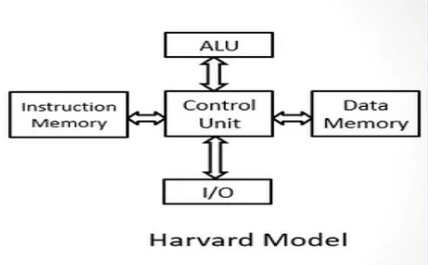 ALU
Instruction
Memory
Control
Unit
Data
Memory
I/O
Harvard Model